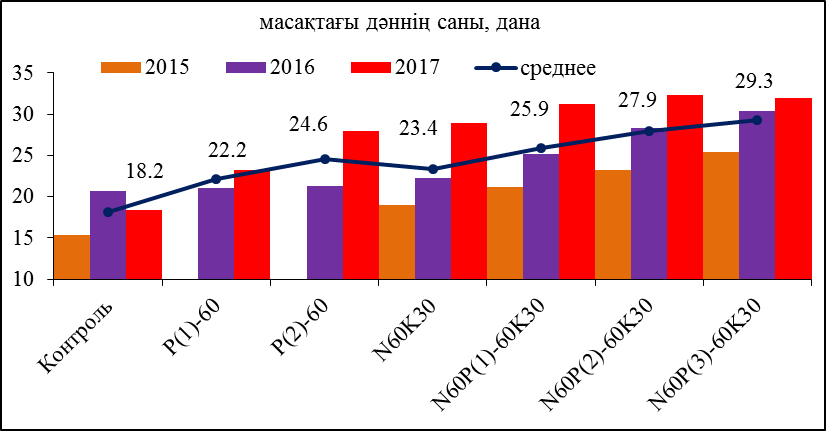 масақтағы дәннің саны, дана
2015 2016 2017 среднее
35
30
25
20
15
10
18.2
22.2
24.6
23.4
25.9
27.9
29.3
Контроль
P(1)-60
P(2)-60
N60K30
N60P(1)-60K30
N60P(2)-60K30
N60P(3)-60K30